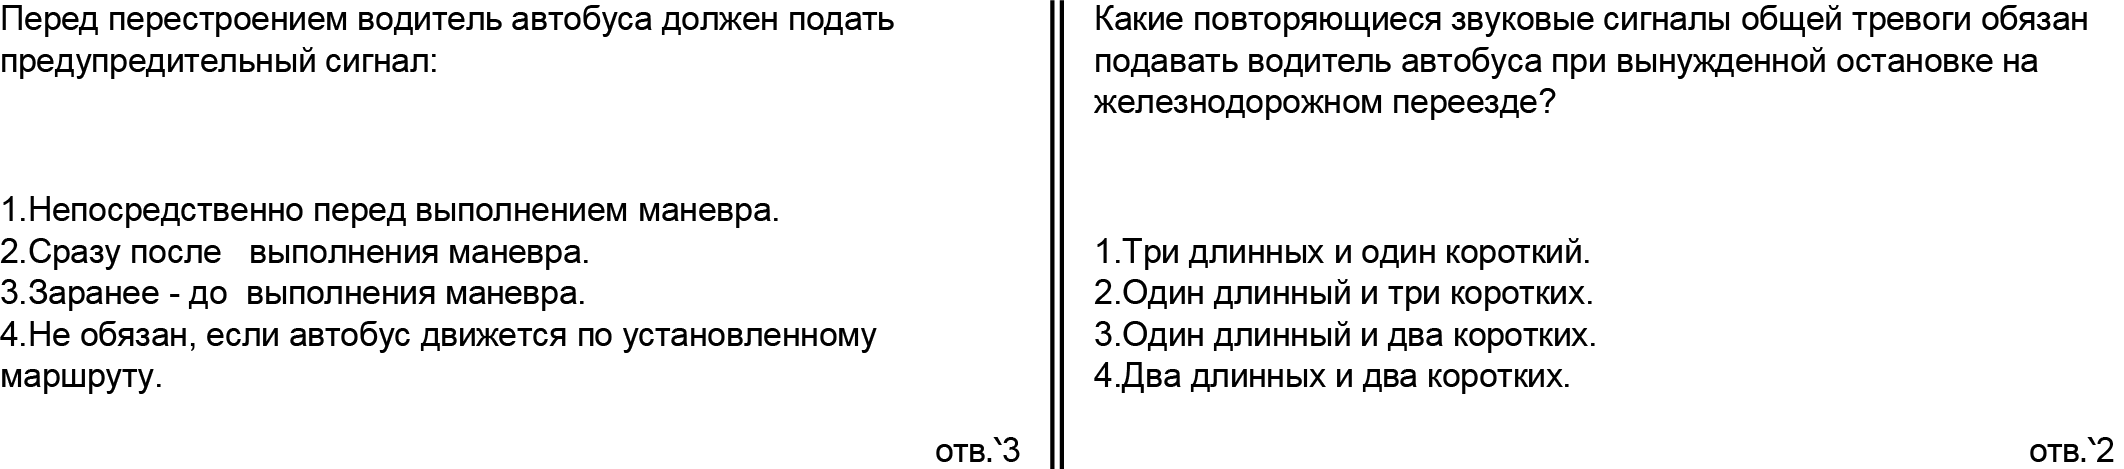 Перед перестроением водитель автобуса должен подать
предупредительный сигнал:
1.Непосредственно перед выполнением маневра.
2.Сразу после   выполнения маневра.
3.Заранее - до  выполнения маневра.
4.Не обязан, если автобус движется по установленному
маршруту.
отв.`3
Какие повторяющиеся звуковые сигналы общей тревоги обязан
подавать водитель автобуса при вынужденной остановке на
железнодорожном переезде?
1.Три длинных и один короткий.
2.Один длинный и три коротких.
3.Один длинный и два коротких.
4.Два длинных и два коротких.
отв.`2